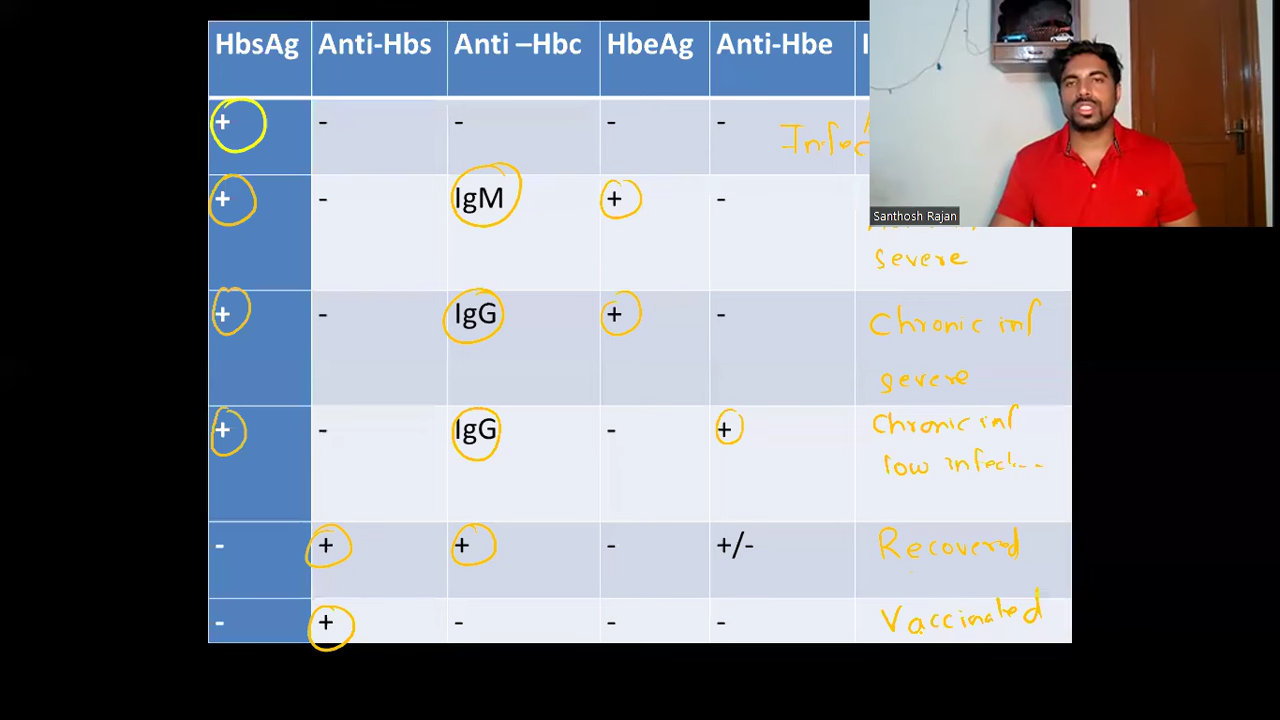 HbsAg Anti-Hbs Anti –Hbc HbeAg Anti-Hbe
+ - - - -
Santhosh Rajan
+ - IgM + -
severe
+ - IgG + - Chronic inf
severe
+ - IgG - + Chronic inf
low infect...
- + + - +/- Recovered
- + - - - Vaccinated